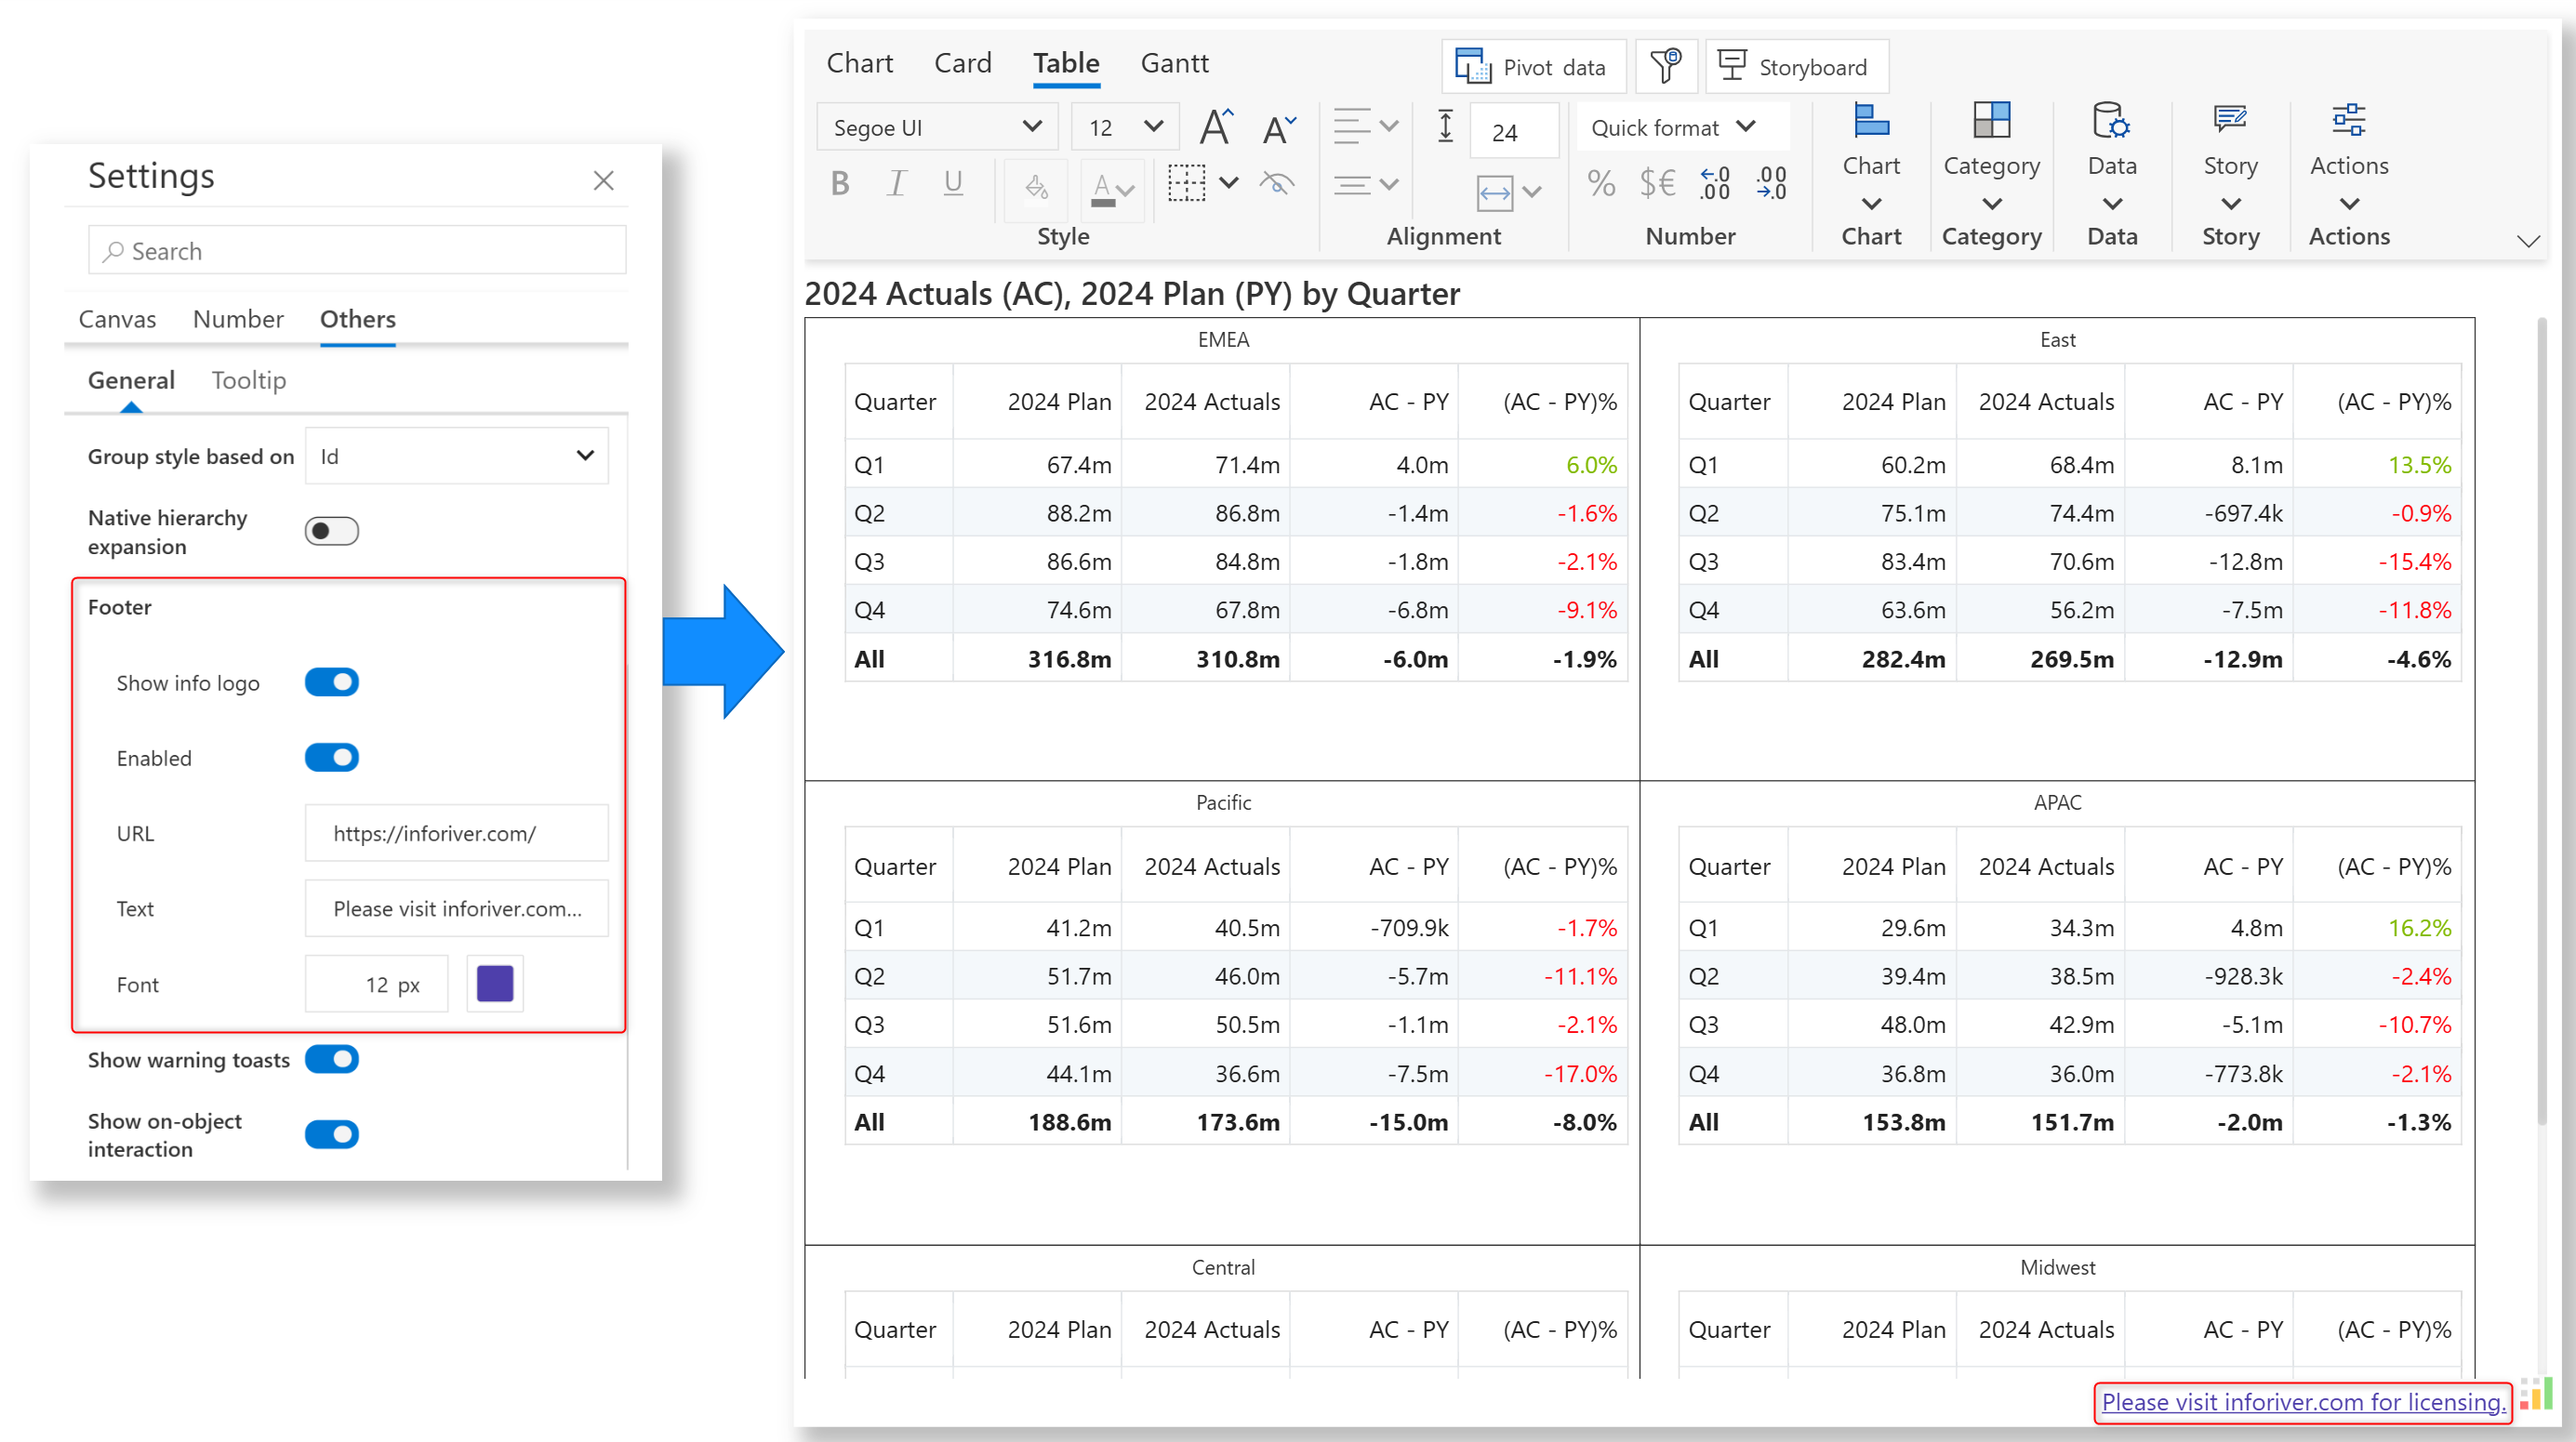 Settings
Search
Canvas Number Others
General Tooltip
Group style based on Id
Native hierarchy
expansion
Footer
Show info logo
Enabled
URL https://inforiver.com/
Text Please visit inforiver.com...
Font 12 px
Show warning toasts
Show on-object
interaction
Chart Card Table Gantt Pivot data Storyboard
Segoe UI 12 A A 24 Quick format
B I U A % $€ .0 .00 .00 .0
Chart Category Data Story Actions
Style Alignment Number Chart Category Data Story Actions
2024 Actuals (AC), 2024 Plan (PY) by Quarter
EMEA
Quarter 2024 Plan 2024 Actuals AC - PY (AC - PY)%
Q1 67.4m 71.4m 4.0m 6.0%
Q2 88.2m 86.8m -1.4m -1.6%
Q3 86.6m 84.8m -1.8m -2.1%
Q4 74.6m 67.8m -6.8m -9.1%
All 316.8m 310.8m -6.0m -1.9%
East
Quarter 2024 Plan 2024 Actuals AC - PY (AC - PY)%
Q1 60.2m 68.4m 8.1m 13.5%
Q2 75.1m 74.4m -697.4k -0.9%
Q3 83.4m 70.6m -12.8m -15.4%
Q4 63.6m 56.2m -7.5m -11.8%
All 282.4m 269.5m -12.9m -4.6%
Pacific
Quarter 2024 Plan 2024 Actuals AC - PY (AC - PY)%
Q1 41.2m 40.5m -709.9k -1.7%
Q2 51.7m 46.0m -5.7m -11.1%
Q3 51.6m 50.5m -1.1m -2.1%
Q4 44.1m 36.6m -7.5m -17.0%
All 188.6m 173.6m -15.0m -8.0%
APAC
Quarter 2024 Plan 2024 Actuals AC - PY (AC - PY)%
Q1 29.6m 34.3m 4.8m 16.2%
Q2 39.4m 38.5m -928.3k -2.4%
Q3 48.0m 42.9m -5.1m -10.7%
Q4 36.8m 36.0m -773.8k -2.1%
All 153.8m 151.7m -2.0m -1.3%
Central
Quarter 2024 Plan 2024 Actuals AC - PY (AC - PY)%
Midwest
Quarter 2024 Plan 2024 Actuals AC - PY (AC - PY)%
Please visit inforiver.com for licensing.